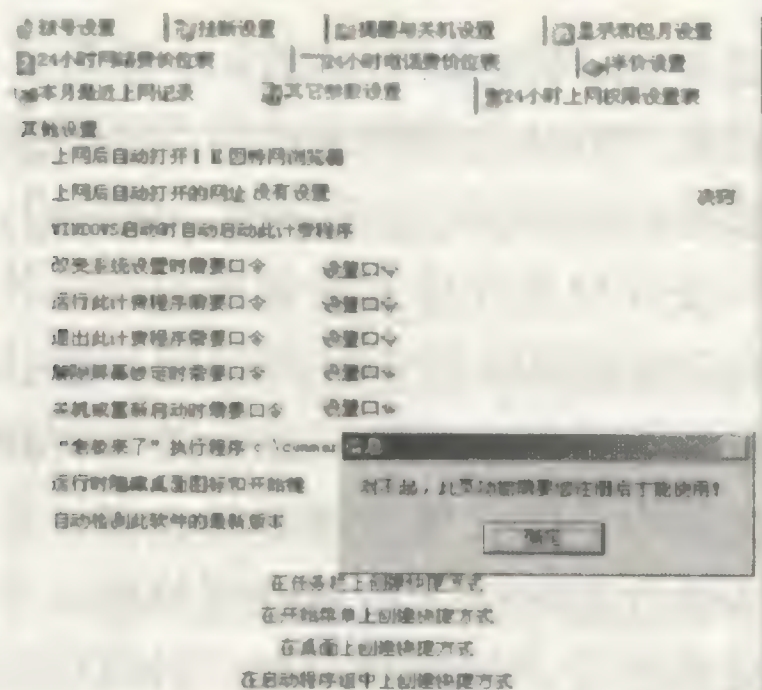 拨号设置 挂断设置 提醒与关机设置 显示和包月设置
24小时网络费价位表 24小时电话费价位表 半价设置
本月最近上网记录 其它参数设置 24小时上网权限设置表
其他设置
上网后自动打开IE因特网浏览器
上网后自动打开的网址 没有设置
WINDOWS启动时自动启动此计费程序
改变系统设置时需要口令 设置口令
运行此计费程序需要口令 设置口令
退出此计费程序需要口令 设置口令
解除屏幕锁定时需要口令 设置口令
关机或重新启动时需要口令 设置口令
“老板来了”执行程序 c:\comman
信息
运行时隐藏桌面图标和开始键
对不起，此项功能需要您注册后才能使用!
自动检测此软件的最新版本
确定
在任务栏上创建快捷方式
在开始菜单上创建快捷方式
在桌面上创建快捷方式
在启动程序组中上创建快捷方式